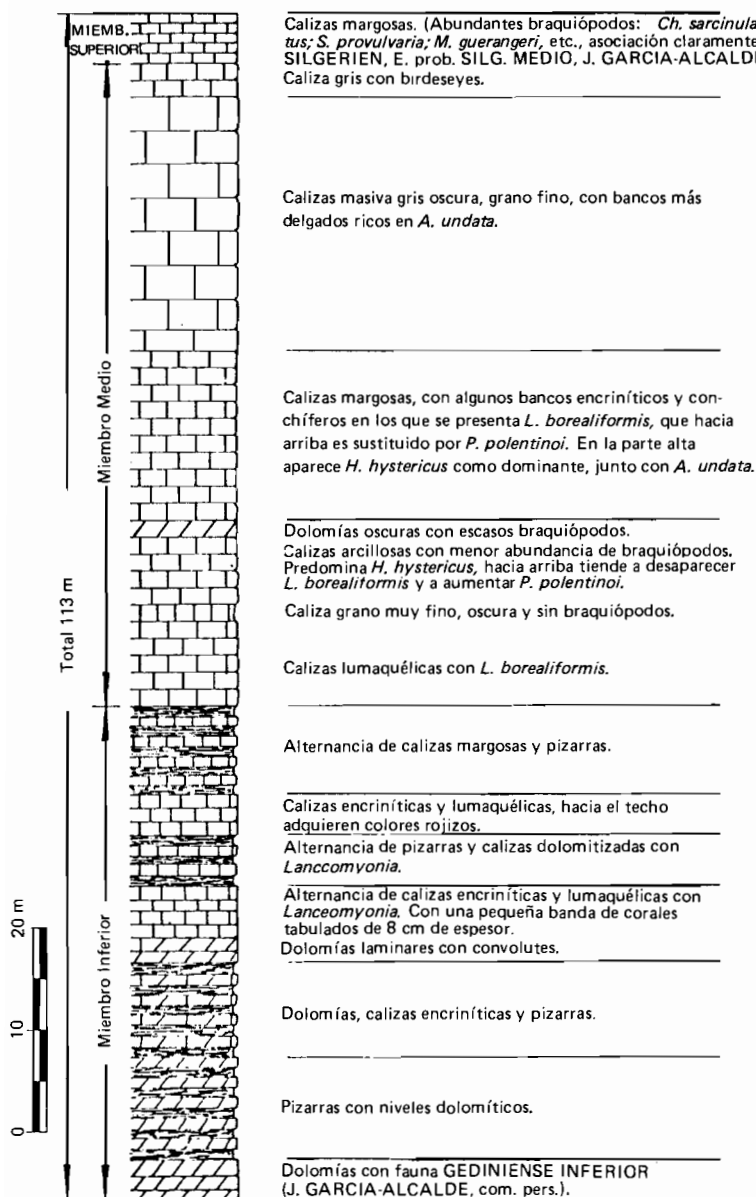 MIEMB.
SUPERIOR
Miembro Medio
Total 113 m
Miembro Inferior
20 m
10
0
Calizas margosas. (Abundantes braquiópodos: Ch. sarcinula
tus; S. provulvaria; M. guerangeri, etc., asociación claramente
SILGERIEN, E. prob. SILG. MEDIO, J. GARCIA-ALCALDE
Caliza gris con birdeseyes.
Calizas masiva gris oscura, grano fino, con bancos más
delgados ricos en A. undata.
Calizas margosas, con algunos bancos encriníticos y con-
chíferos en los que se presenta L. borealiformis, que hacia
arriba es sustituido por P. polentinoi. En la parte alta
aparece H. hystericus como dominante, junto con A. undata.
Dolomías oscuras con escasos braquiópodos.
Calizas arcillosas con menor abundancia de braquiópodos.
Predomina H. hystericus, hacia arriba tiende a desaparecer
L. borealiformis y a aumentar P. polentinoi.
Caliza grano muy fino, oscura y sin braquiópodos.
Calizas lumaquélicas con L. borealiformis.
Alternancia de calizas margosas y pizarras.
Calizas encriníticas y lumaquélicas, hacia el techo
adquieren colores rojizos.
Alternancia de pizarras y calizas dolomitizadas con
Lanccomyonia.
Alternancia de calizas encriníticas y lumaquélicas con
Lanceomyonia. Con una pequeña banda de corales
tabulados de 8 cm de espesor.
Dolomías laminares con convolutes.
Dolomías, calizas encriníticas y pizarras.
Pizarras con niveles dolomíticos.
Dolomías con fauna GEDINIENSE INFERIOR
(J. GARCIA-ALCALDE, com. pers.).